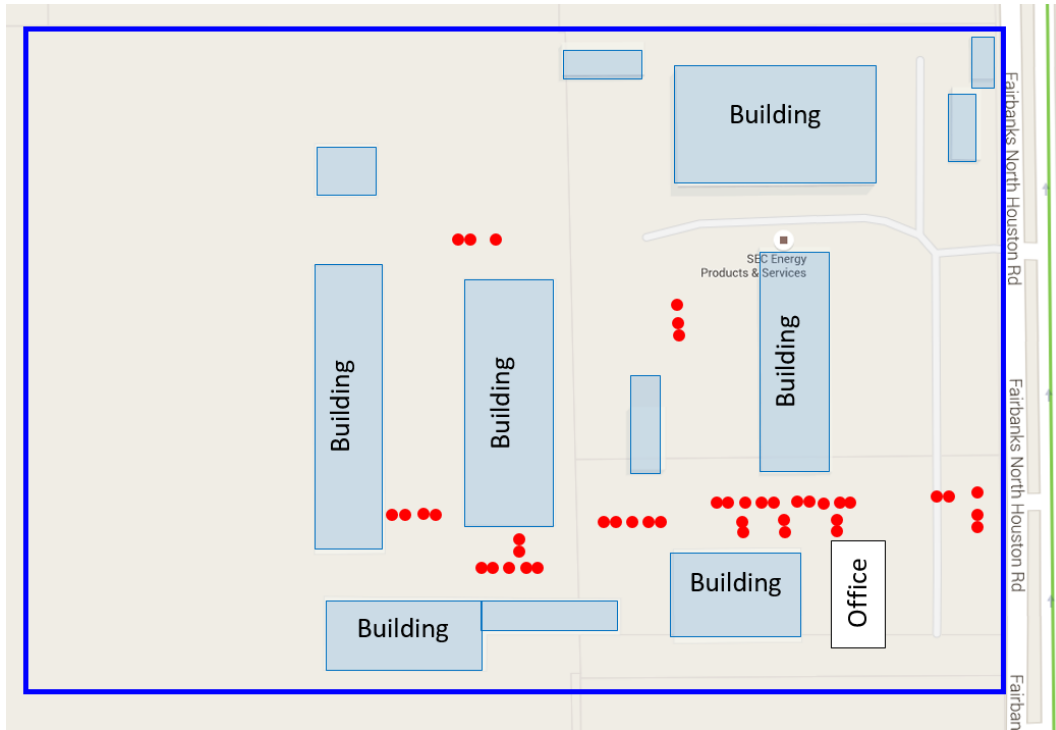 Building
Fairbanks North Houston Rd
SEC Energy
Products & Services
Building
Building
Building
Fairbanks North Houston Rd
Building
Office
Building
Fairban